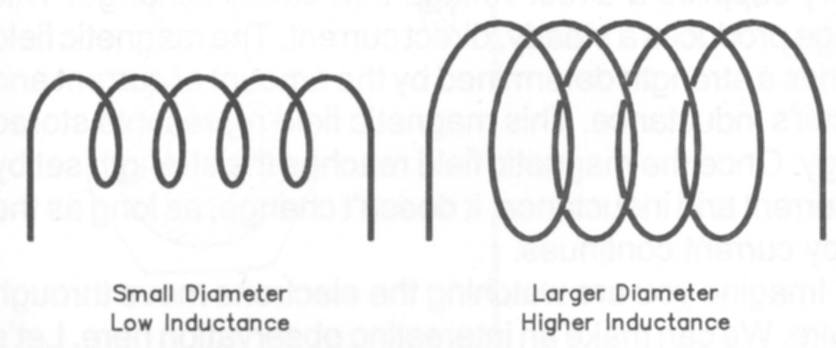 Small Diameter
Low Inductance
Larger Diameter
Higher Inductance